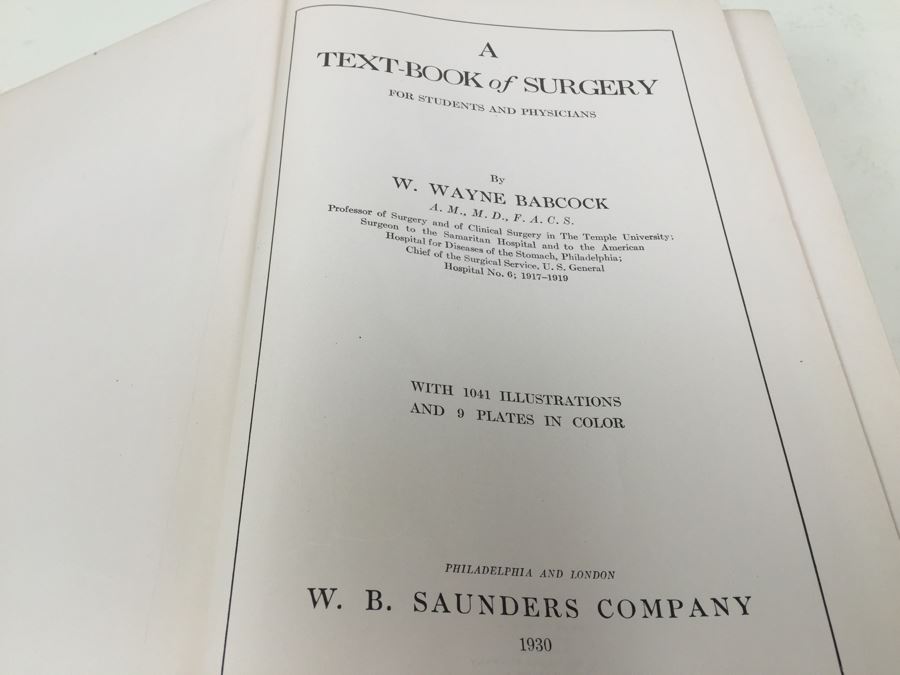 A
TEXT-BOOK of SURGERY
FOR STUDENTS AND PHYSICIANS
By
W. WAYNE BABCOCK
A. M., M. D., F. A. C. S.
Professor of Surgery and of Clinical Surgery in The Temple University;
Surgeon to the Samaritan Hospital and to the American
Hospital for Diseases of the Stomach, Philadelphia;
Chief of the Surgical Service, U. S. General
Hospital No. 6; 1917-1919
WITH 1041 ILLUSTRATIONS
AND 9 PLATES IN COLOR
PHILADELPHIA AND LONDON
W. B. SAUNDERS COMPANY
1930